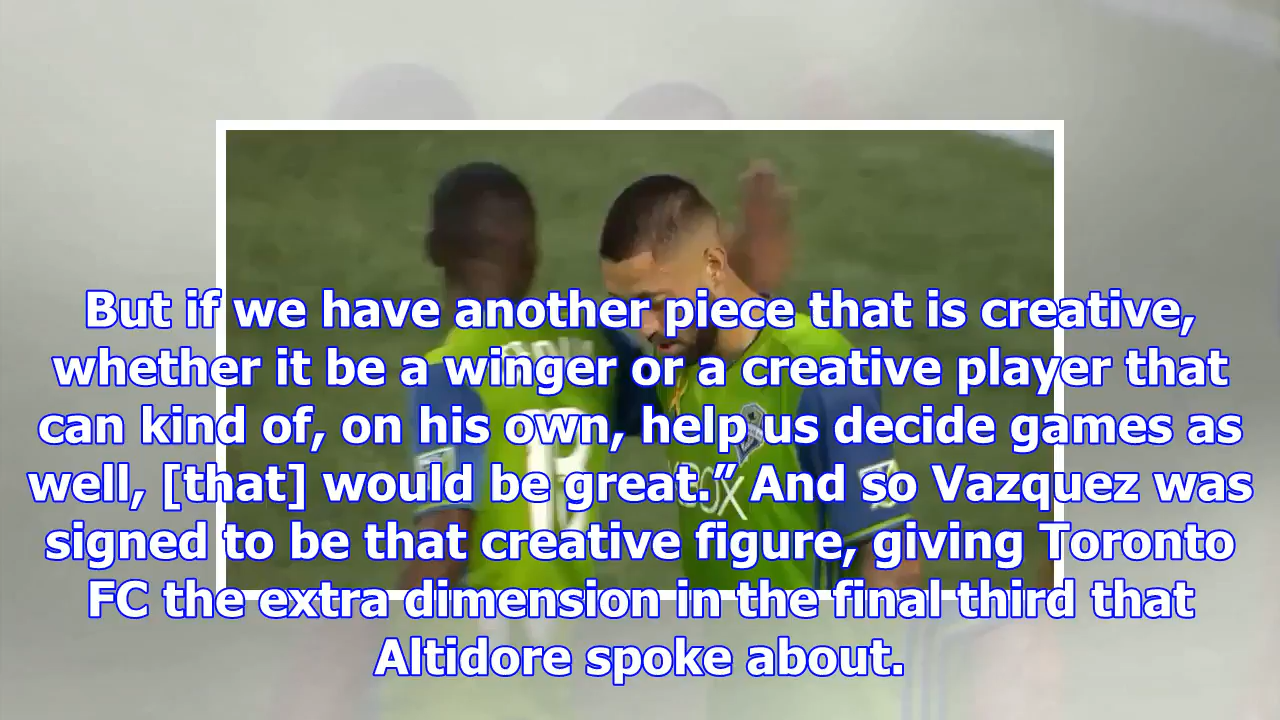 But if we have another piece that is creative,
whether it be a winger or a creative player that
can kind of, on his own, help us decide games as
well, [that] would be great.” And so Vazquez was
signed to be that creative figure, giving Toronto
FC the extra dimension in the final third that
Altidore spoke about.
13